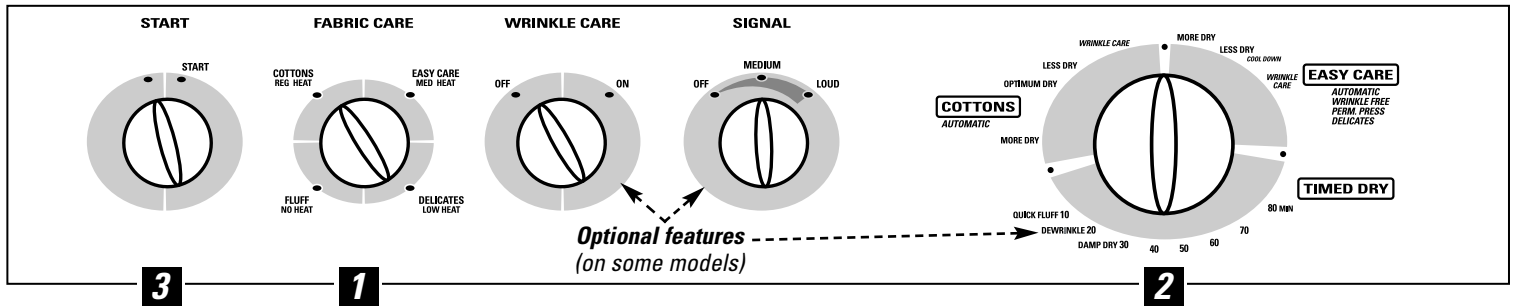 START
FABRIC CARE
WRINKLE CARE
SIGNAL
START
COTTONS
REG HEAT
EASY CARE
MED HEAT
FLUFF
NO HEAT
DELICATES
LOW HEAT
OFF
ON
OFF
MEDIUM
LOUD
Optional features
(on some models)
WRINKLE CARE
LESS DRY
OPTIMUM DRY
COTTONS
AUTOMATIC
MORE DRY
MORE DRY
LESS DRY
COOL DOWN
WRINKLE
CARE
EASY CARE
AUTOMATIC
WRINKLE FREE
PERM. PRESS
DELICATES
TIMED DRY
80 MIN
70
60
50
40
DAMP DRY 30
DEWRINKLE 20
QUICK FLUFF 10
3
1
2